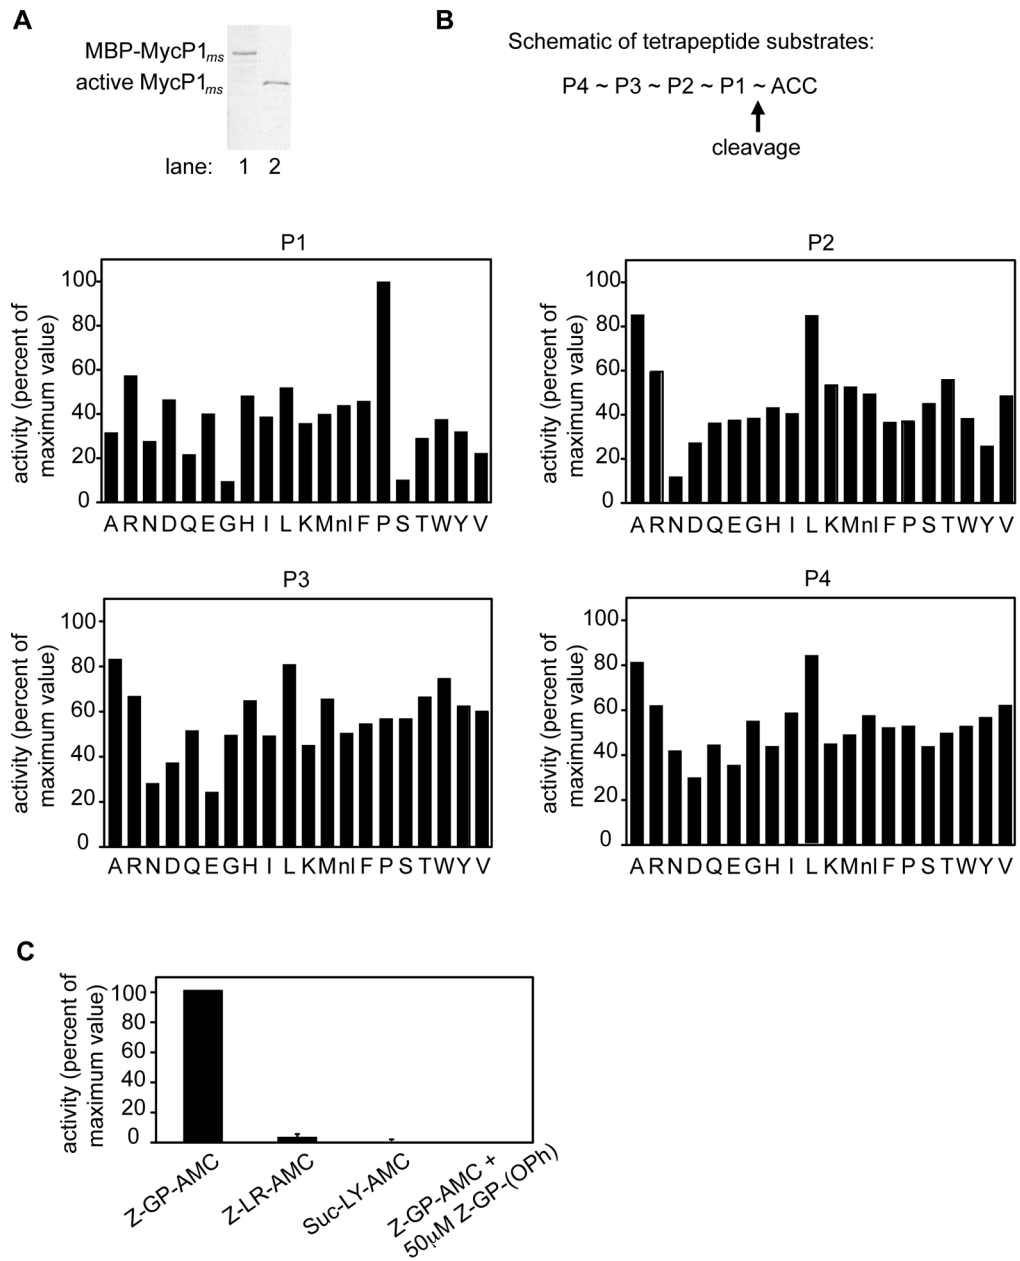 A
MBP-MycP1ms
active MycP1ms
lane: 1 2
B
Schematic of tetrapeptide substrates:
P4 ~ P3 ~ P2 ~ P1 ~ ACC
cleavage
P1
activity (percent of
maximum value)
100
80
60
40
20
0
A R N D Q E G H I L K M nl F P S T W Y V
P2
activity (percent of
maximum value)
100
80
60
40
20
0
A R N D Q E G H I L K M nl F P S T W Y V
P3
activity (percent of
maximum value)
100
80
60
40
20
0
A R N D Q E G H I L K M nl F P S T W Y V
P4
activity (percent of
maximum value)
100
80
60
40
20
0
A R N D Q E G H I L K M nl F P S T W Y V
C
activity (percent of
maximum value)
100
80
60
40
20
0
Z-GP-AMC
Z-LR-AMC
Suc-LY-AMC
Z-GP-AMC +
50µM Z-GP-(OPh)